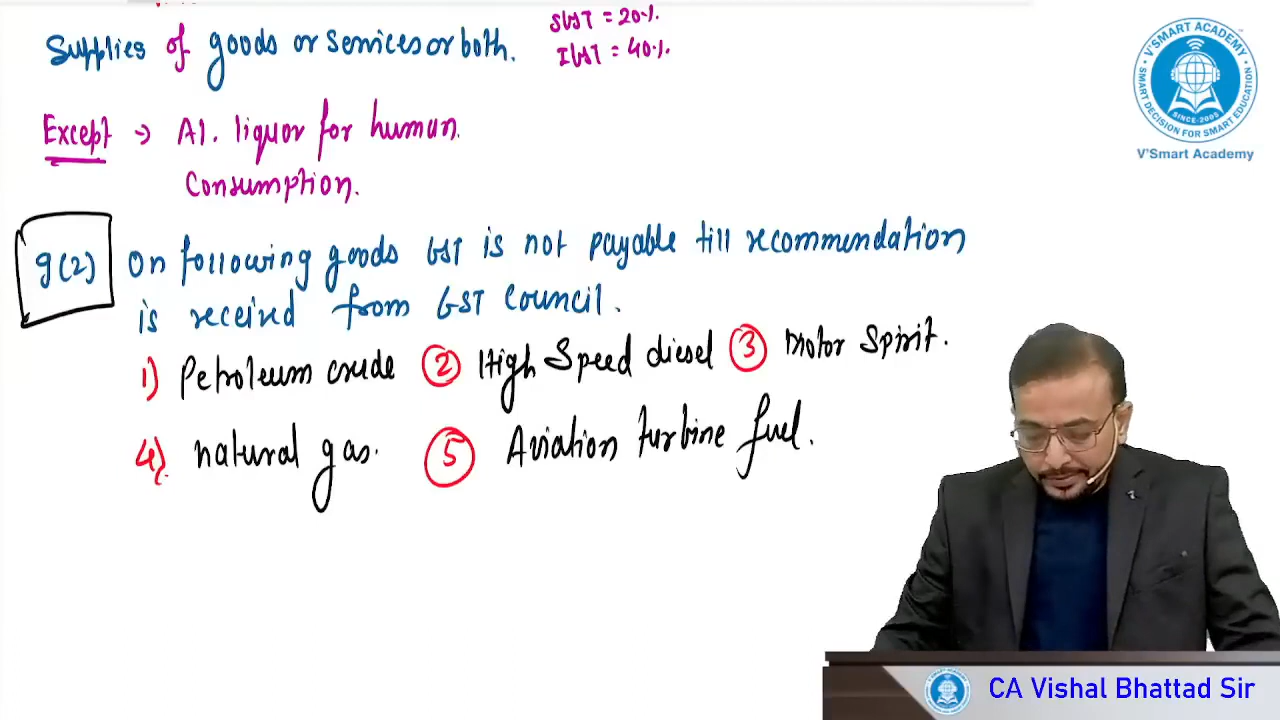 SGST = 20%.
Supplies of goods or services or both.
IGST = 40%.
Except → Al. liquor for human
Consumption.
9(2) On following goods GST is not payable till recommendation
is received from GST Council.
1) Petroleum crude ② High Speed diesel ③ Motor Spirit.
4) natural gas. ⑤ Aviation turbine fuel.
V'SMART ACADEMY
SMART DECISION FOR SMART EDUCATION
SINCE-2005
V'Smart Academy
CA Vishal Bhattad Sir